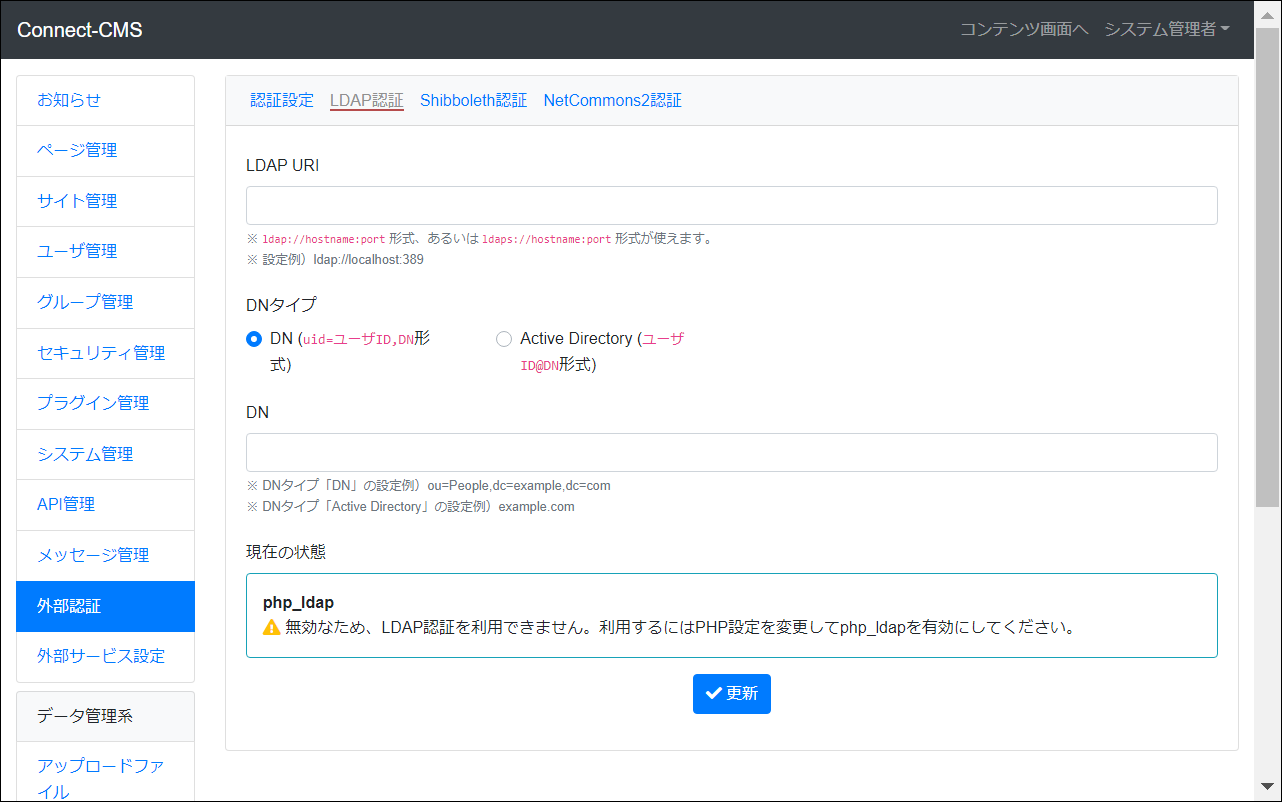 Connect-CMS
コンテンツ画面へ システム管理者
お知らせ
ページ管理
サイト管理
ユーザ管理
グループ管理
セキュリティ管理
プラグイン管理
システム管理
API管理
メッセージ管理
外部認証
外部サービス設定
データ管理系
アップロードファ
イル
認証設定 LDAP認証 Shibboleth認証 NetCommons2認証
LDAP URI
※ ldap://hostname:port 形式、あるいは ldaps://hostname:port 形式が使えます。
※ 設定例）ldap://localhost:389
DNタイプ
DN (uid=ユーザID,DN形
式)
Active Directory (ユーザ
ID@DN形式)
DN
※ DNタイプ「DN」の設定例）ou=People,dc=example,dc=com
※ DNタイプ「Active Directory」の設定例）example.com
現在の状態
php_ldap
無効なため、LDAP認証を利用できません。利用するにはPHP設定を変更してphp_ldapを有効にしてください。
更新